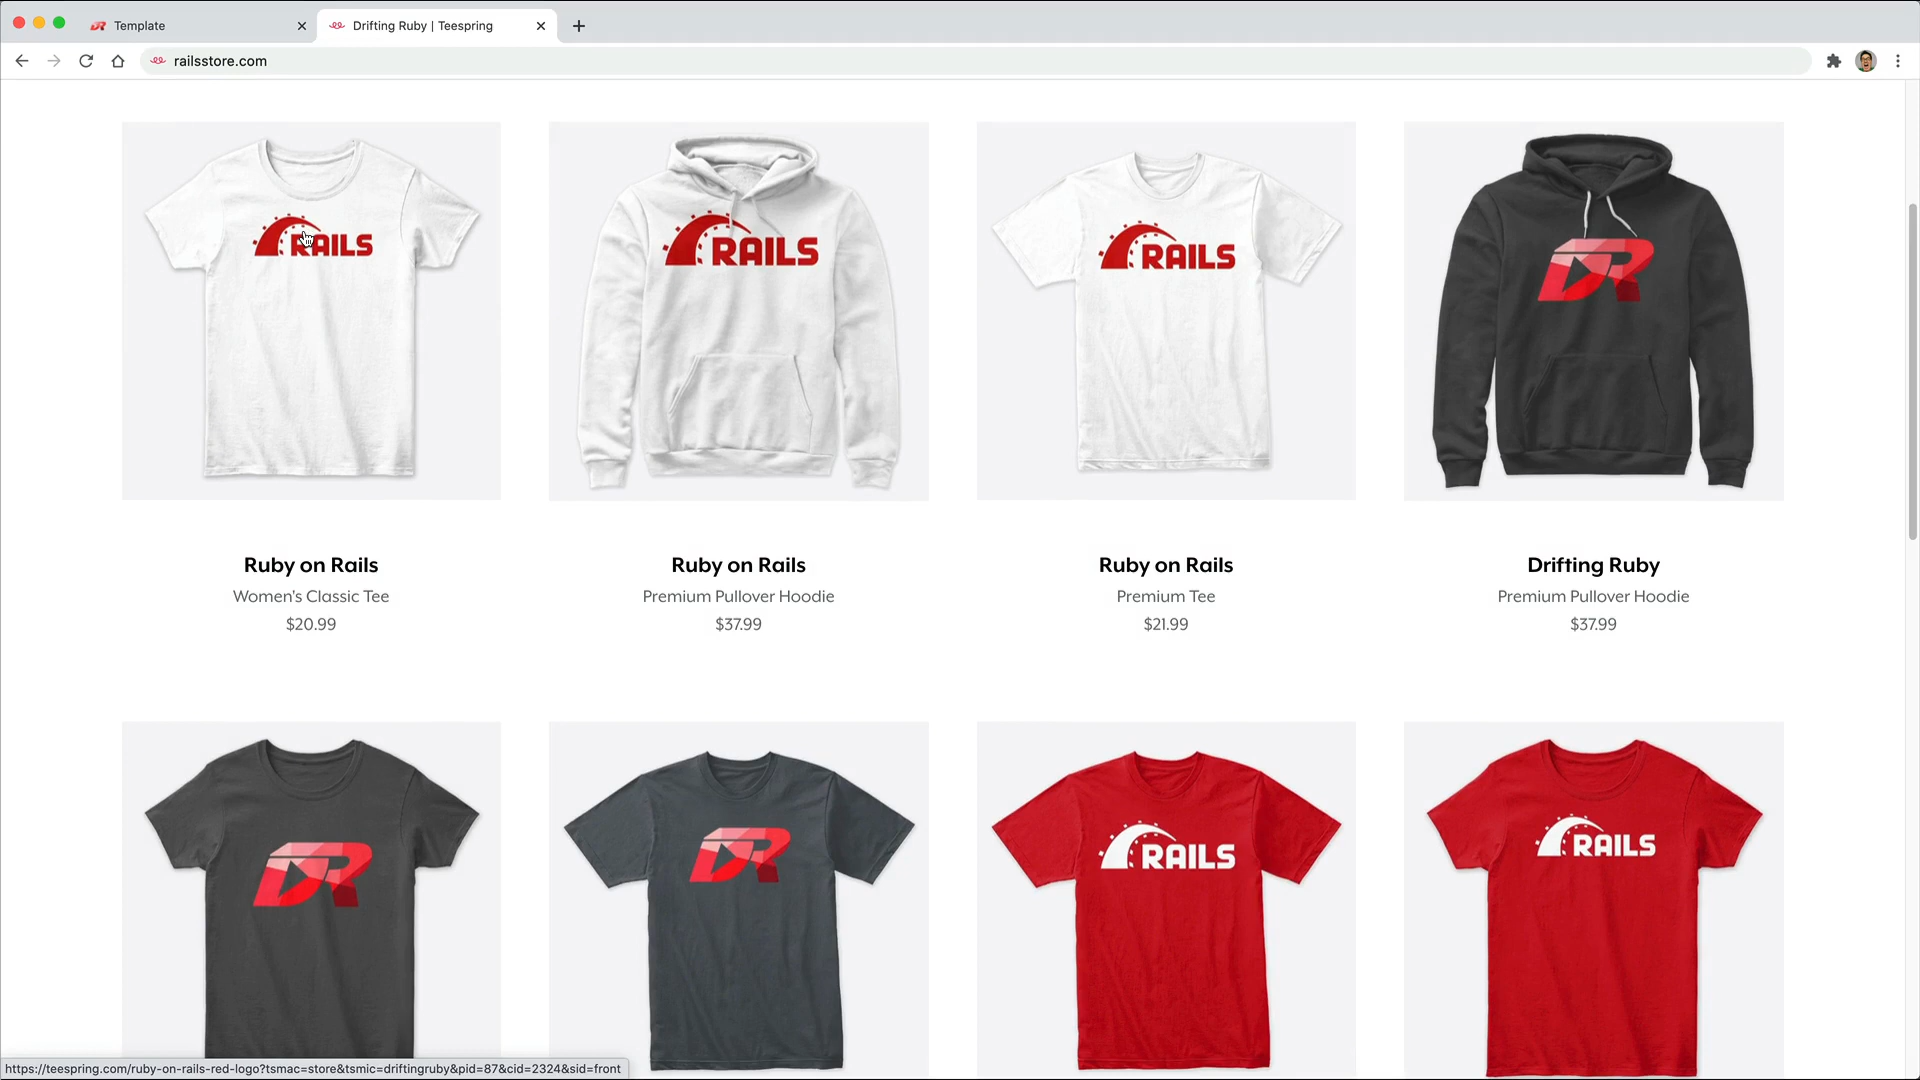 Template
Drifting Ruby | Teespring
railsstore.com
RAILS
RAILS
RAILS
DR
Ruby on Rails
Women's Classic Tee
$20.99
Ruby on Rails
Premium Pullover Hoodie
$37.99
Ruby on Rails
Premium Tee
$21.99
Drifting Ruby
Premium Pullover Hoodie
$37.99
DR
DR
RAILS
RAILS
https://teespring.com/ruby-on-rails-red-logo?tsmac=store&tsmic=driftingruby&pid=87&cid=2324&sid=front